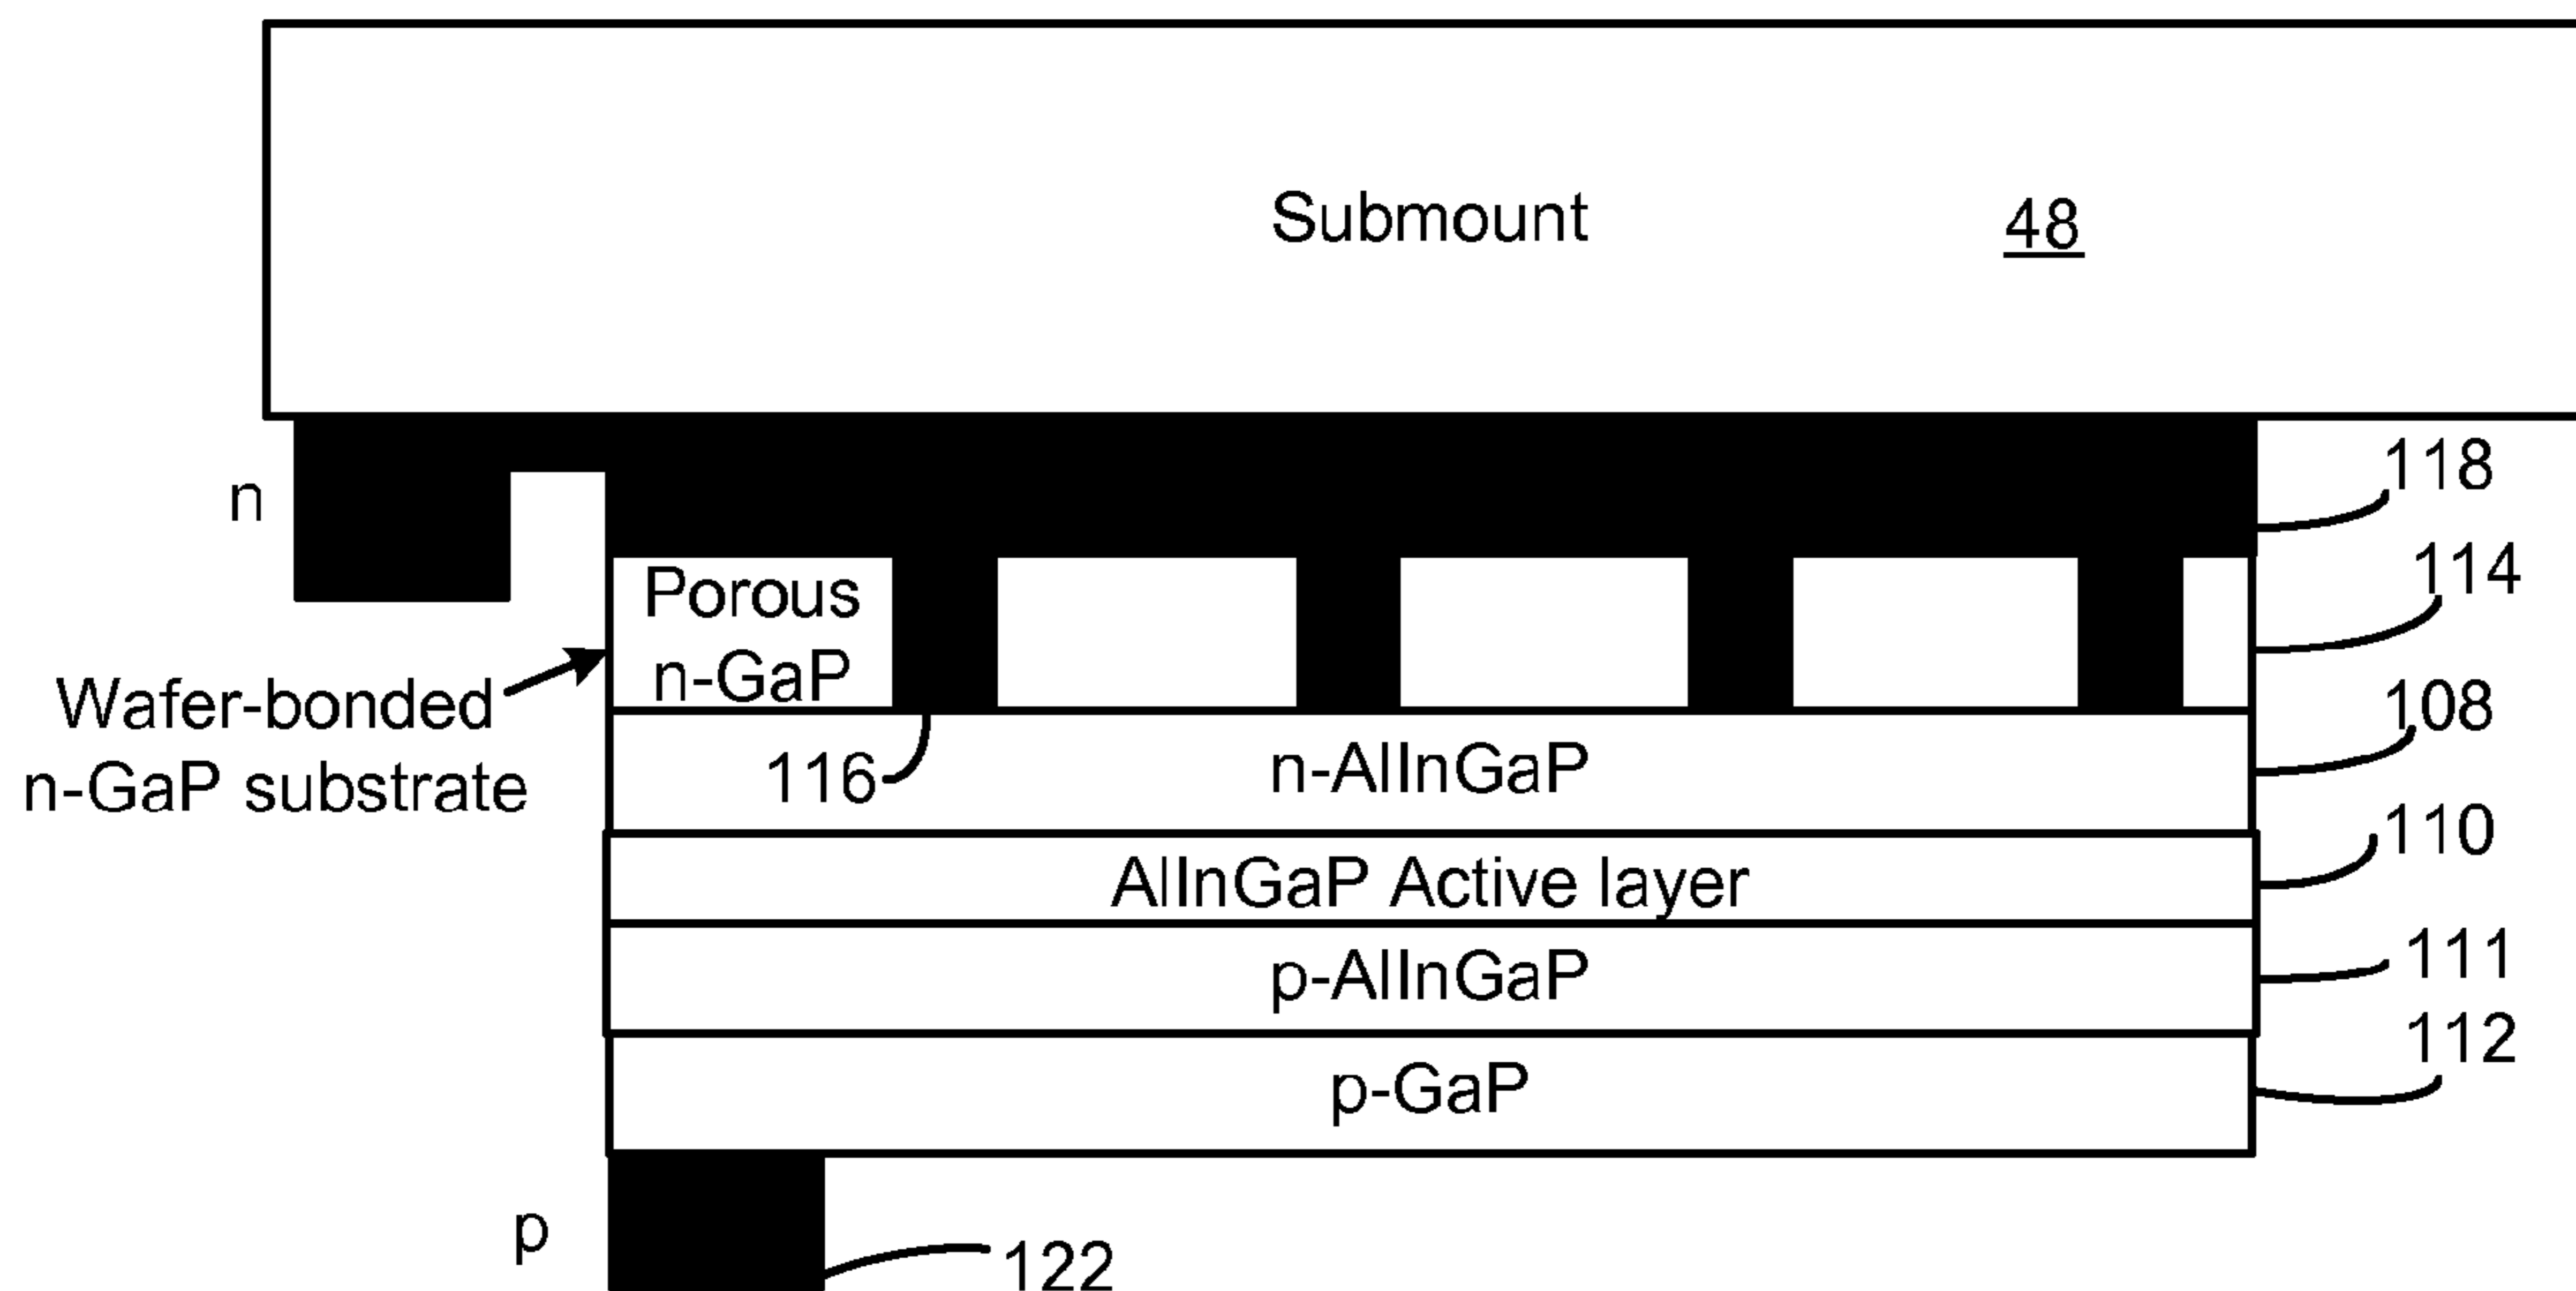 Submount 48
n
118
Porous
n-GaP
114
Wafer-bonded
n-GaP substrate
108
116
n-AlInGaP
110
AlInGaP Active layer
111
p-AlInGaP
112
p-GaP
p
122